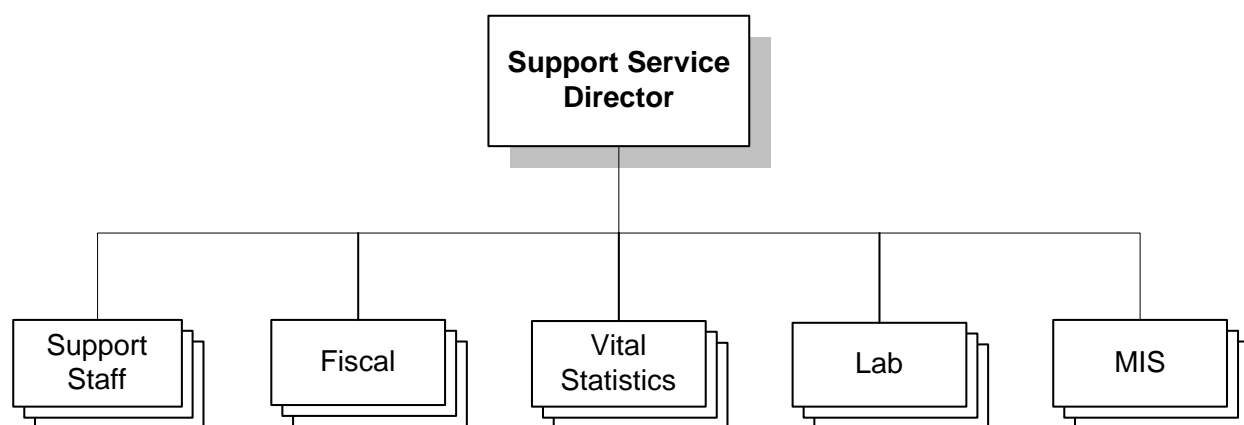 Support Service
Director
Support
Staff
Fiscal
Vital
Statistics
Lab
MIS